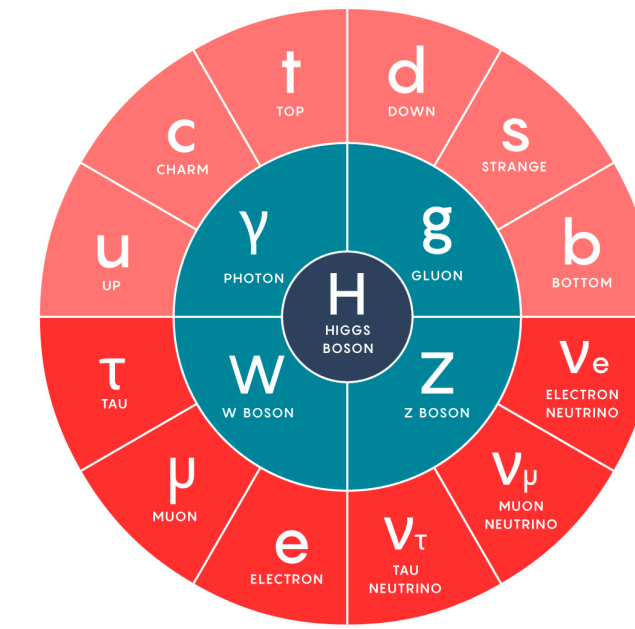 t
TOP
d
DOWN
c
CHARM
s
STRANGE
u
UP
b
BOTTOM
γ
PHOTON
g
GLUON
H
HIGGS
BOSON
W
W BOSON
Z
Z BOSON
τ
TAU
νe
ELECTRON
NEUTRINO
μ
MUON
νμ
MUON
NEUTRINO
e
ELECTRON
ντ
TAU
NEUTRINO